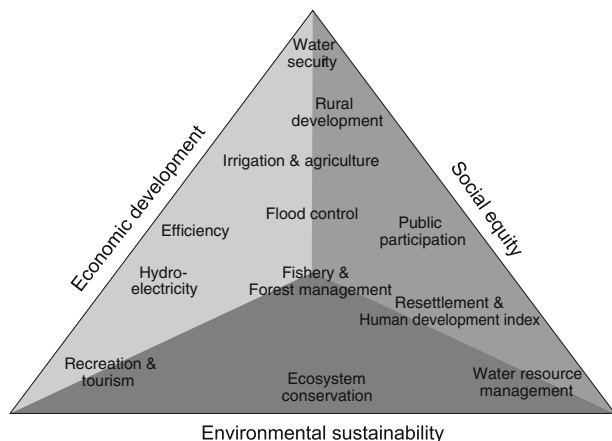 Water
secuity
Rural
development
Irrigation & agriculture
Flood control
Efficiency
Public
participation
Hydro-
electricity
Fishery &
Forest management
Resettlement &
Human development index
Recreation &
tourism
Ecosystem
conservation
Water resource
management
Economic development
Social equity
Environmental sustainability